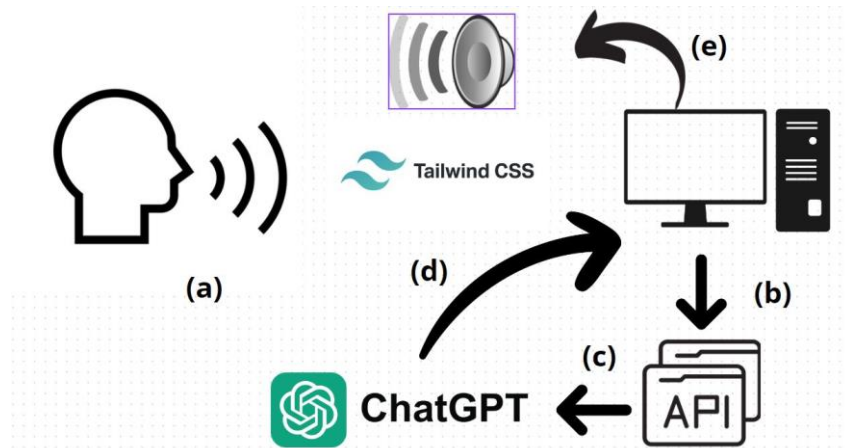 (e)
Tailwind CSS
(d)
(a)
(b)
(c)
ChatGPT
API